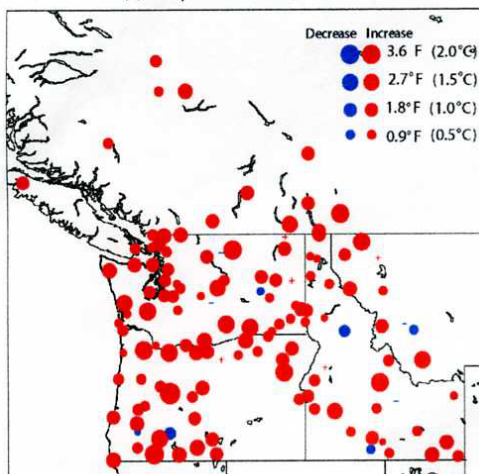 Decrease Increase
3.6 F (2.0°C)
2.7°F (1.5°C)
1.8°F (1.0°C)
0.9°F (0.5°C)